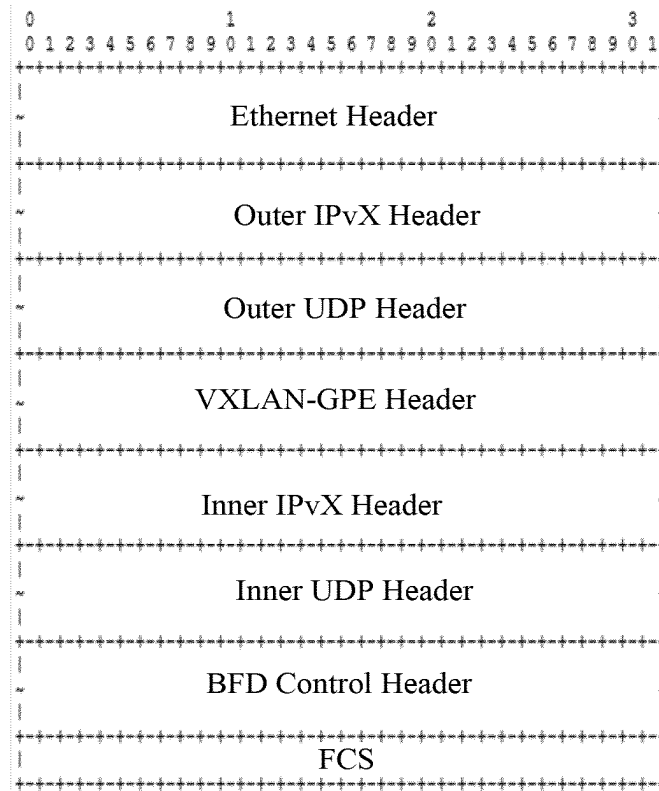 0 1 2 3
0 1 2 3 4 5 6 7 8 9 0 1 2 3 4 5 6 7 8 9 0 1 2 3 4 5 6 7 8 9 0 1
Ethernet Header
Outer IPvX Header
Outer UDP Header
VXLAN-GPE Header
Inner IPvX Header
Inner UDP Header
BFD Control Header
FCS